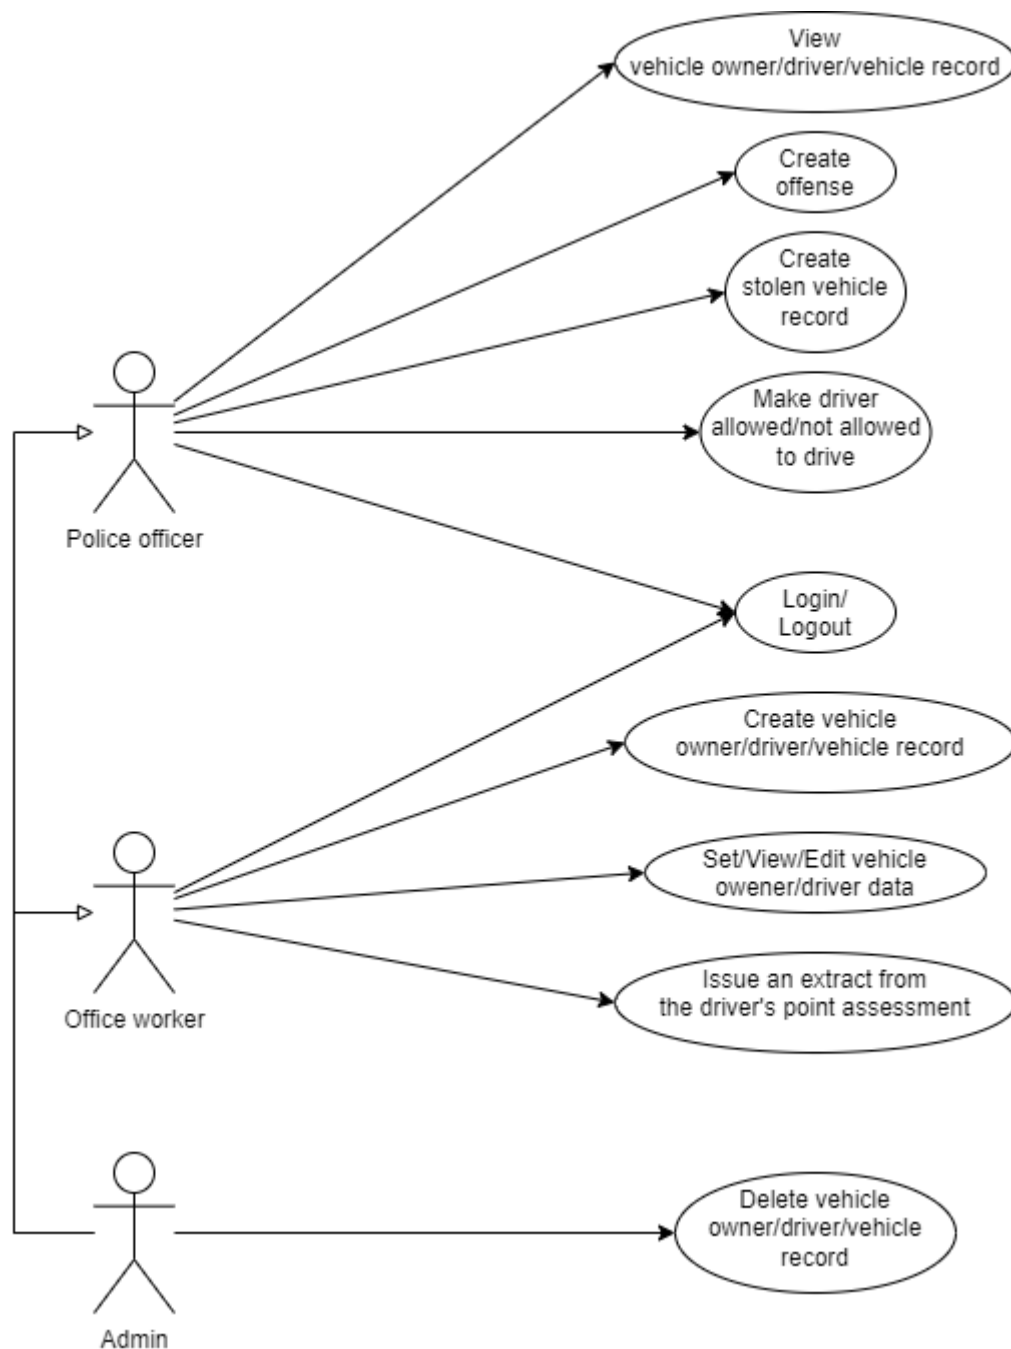 View
vehicle owner/driver/vehicle record
Create
offense
Create
stolen vehicle
record
Make driver
allowed/not allowed
to drive
Police officer
Login/
Logout
Create vehicle
owner/driver/vehicle record
Set/View/Edit vehicle
owener/driver data
Issue an extract from
the driver's point assessment
Office worker
Delete vehicle
owner/driver/vehicle
record
Admin